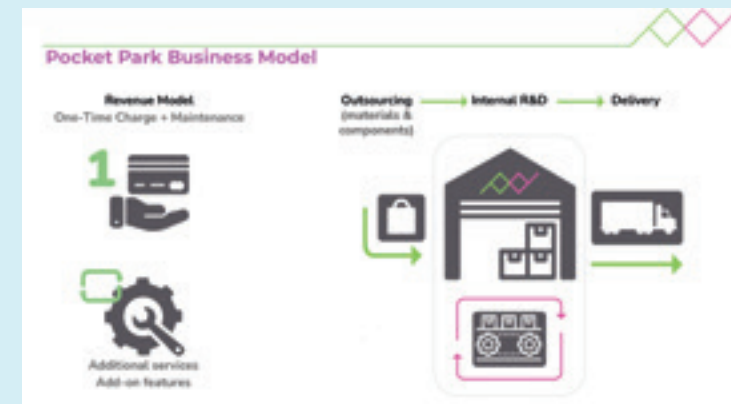 Pocket Park Business Model
Revenue Model
One-Time Charge + Maintenance
1
Additional services
Add-on features
Outsourcing
(materials &
components)
Internal R&D
Delivery